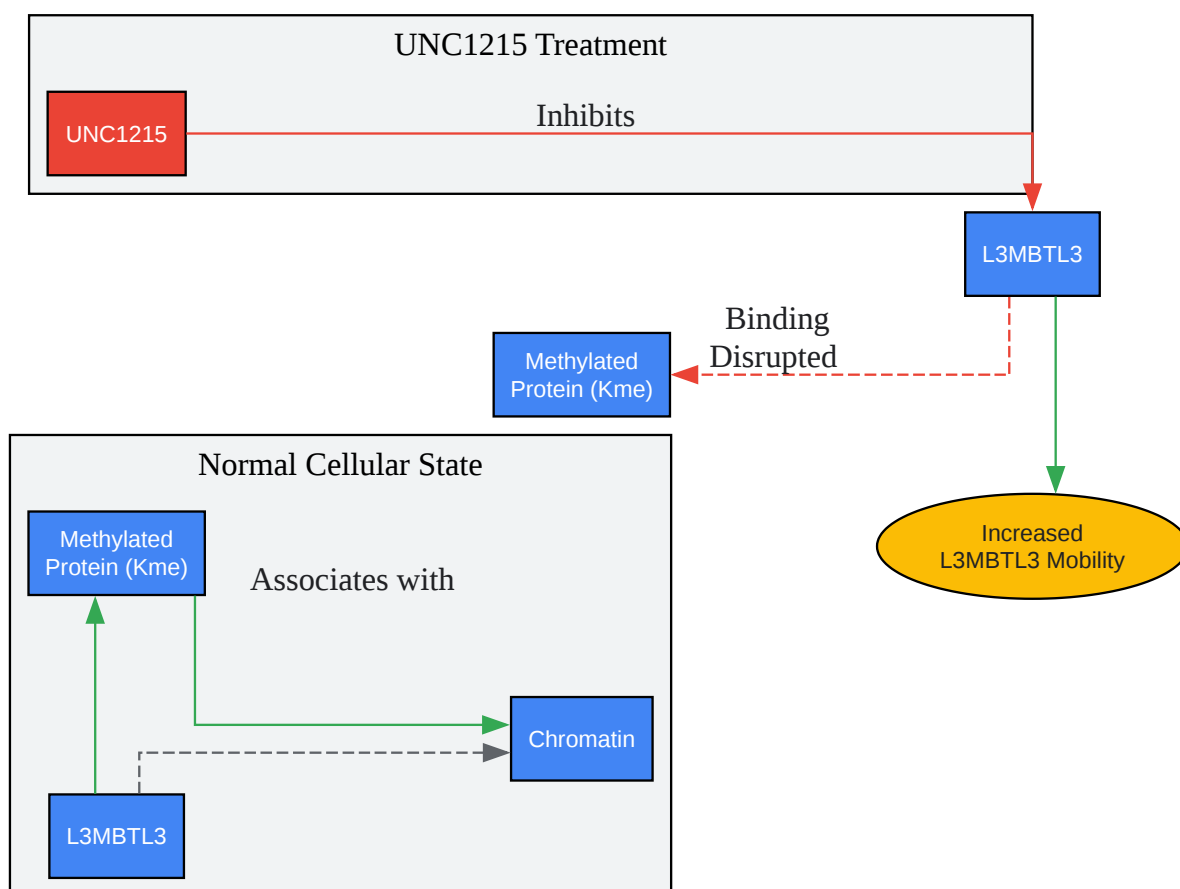 UNC1215 Treatment
Inhibits
UNC1215
L3MBTL3
Binding
Disrupted
Methylated
Protein (Kme)
Normal Cellular State
Methylated
Protein (Kme)
Associates with
Increased
L3MBTL3 Mobility
Chromatin
L3MBTL3